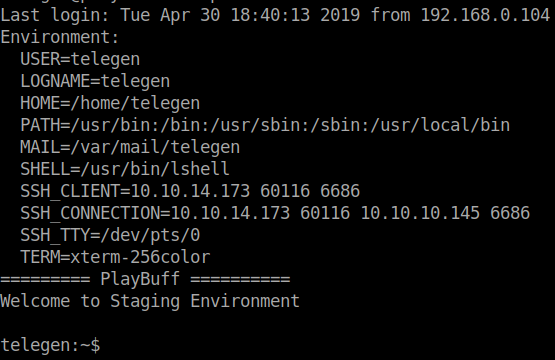 Last login: Tue Apr 30 18:40:13 2019 from 192.168.0.104
Environment:
  USER=telegen
  LOGNAME=telegen
  HOME=/home/telegen
  PATH=/usr/bin:/bin:/usr/sbin:/sbin:/usr/local/bin
  MAIL=/var/mail/telegen
  SHELL=/usr/bin/lshell
  SSH_CLIENT=10.10.14.173 60116 6686
  SSH_CONNECTION=10.10.14.173 60116 10.10.10.145 6686
  SSH_TTY=/dev/pts/0
  TERM=xterm-256color
========= PlayBuff ==========
Welcome to Staging Environment
telegen:~$